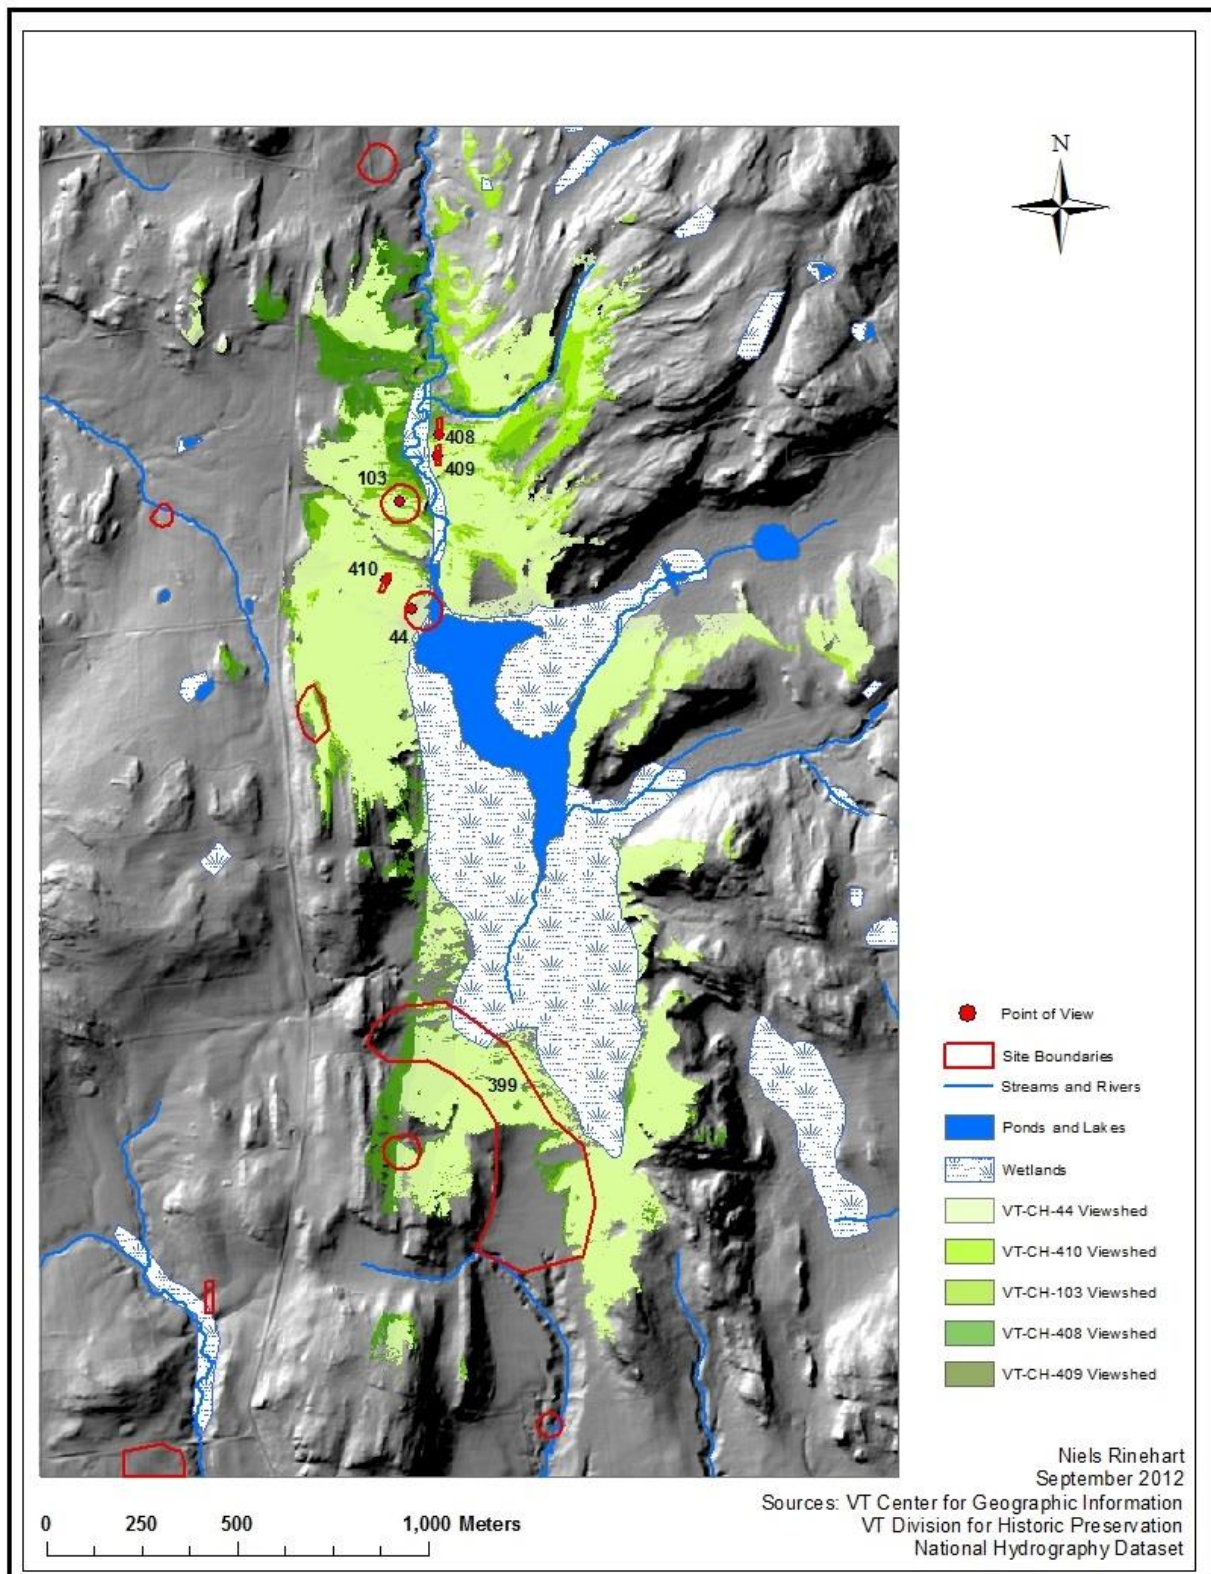 N
408
409
103
410
44
399
Point of View
Site Boundaries
Streams and Rivers
Ponds and Lakes
Wetlands
VT-CH-44 Viewshed
VT-CH-410 Viewshed
VT-CH-103 Viewshed
VT-CH-408 Viewshed
VT-CH-409 Viewshed
Niels Rinehart
September 2012
Sources: VT Center for Geographic Information
VT Division for Historic Preservation
National Hydrography Dataset
0 250 500 1,000 Meters